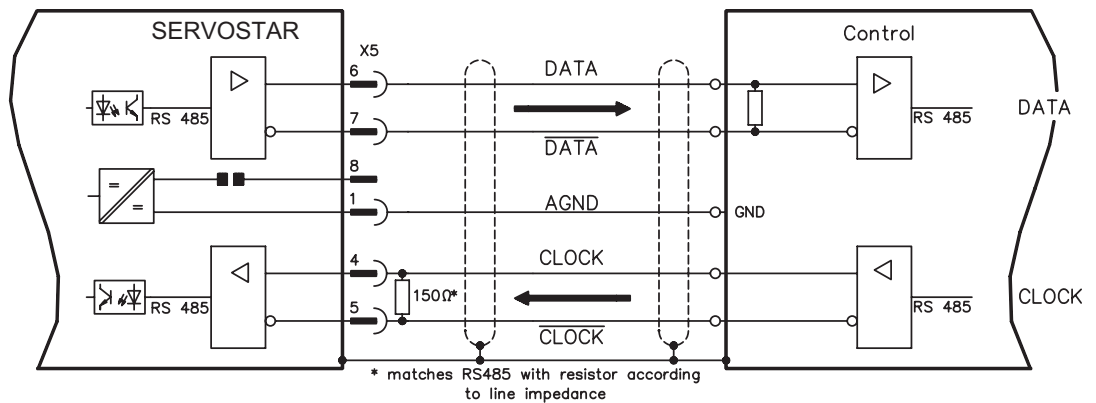 SERVOSTAR
X5
Control
6
DATA
RS 485
RS 485
DATA
7
DATA
8
=
=
1
AGND
GND
4
CLOCK
150Ω*
RS 485
RS 485
CLOCK
5
CLOCK
* matches RS485 with resistor according
to line impedance